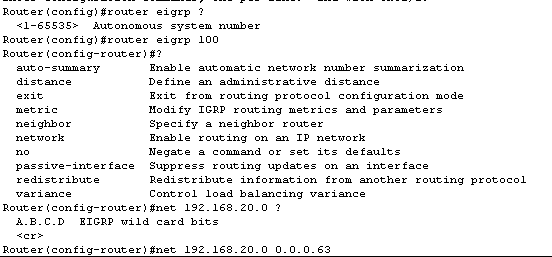 Router(config)#router eigrp ?
<1-65535> Autonomous system number
Router(config)#router eigrp 100
Router(config-router)#?
auto-summary Enable automatic network number summarization
distance Define an administrative distance
exit Exit from routing protocol configuration mode
metric Modify IGRP routing metrics and parameters
neighbor Specify a neighbor router
network Enable routing on an IP network
no Negate a command or set its defaults
passive-interface Suppress routing updates on an interface
redistribute Redistribute information from another routing protocol
variance Control load balancing variance
Router(config-router)#net 192.168.20.0 ?
A.B.C.D EIGRP wild card bits
<cr>
Router(config-router)#net 192.168.20.0 0.0.0.63